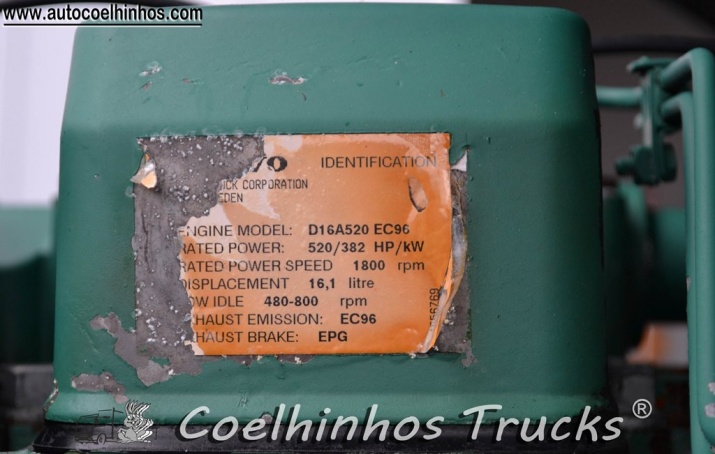 www.autocoelhinhos.com
VO IDENTIFICATION
UCK CORPORATION
EDEN
ENGINE MODEL: D16A520 EC96
RATED POWER: 520/382 HP/kW
RATED POWER SPEED 1800 rpm
DISPLACEMENT 16,1 litre
OW IDLE 480-800 rpm
HAUST EMISSION: EC96
HAUST BRAKE: EPG
Coelhinhos Trucks ®